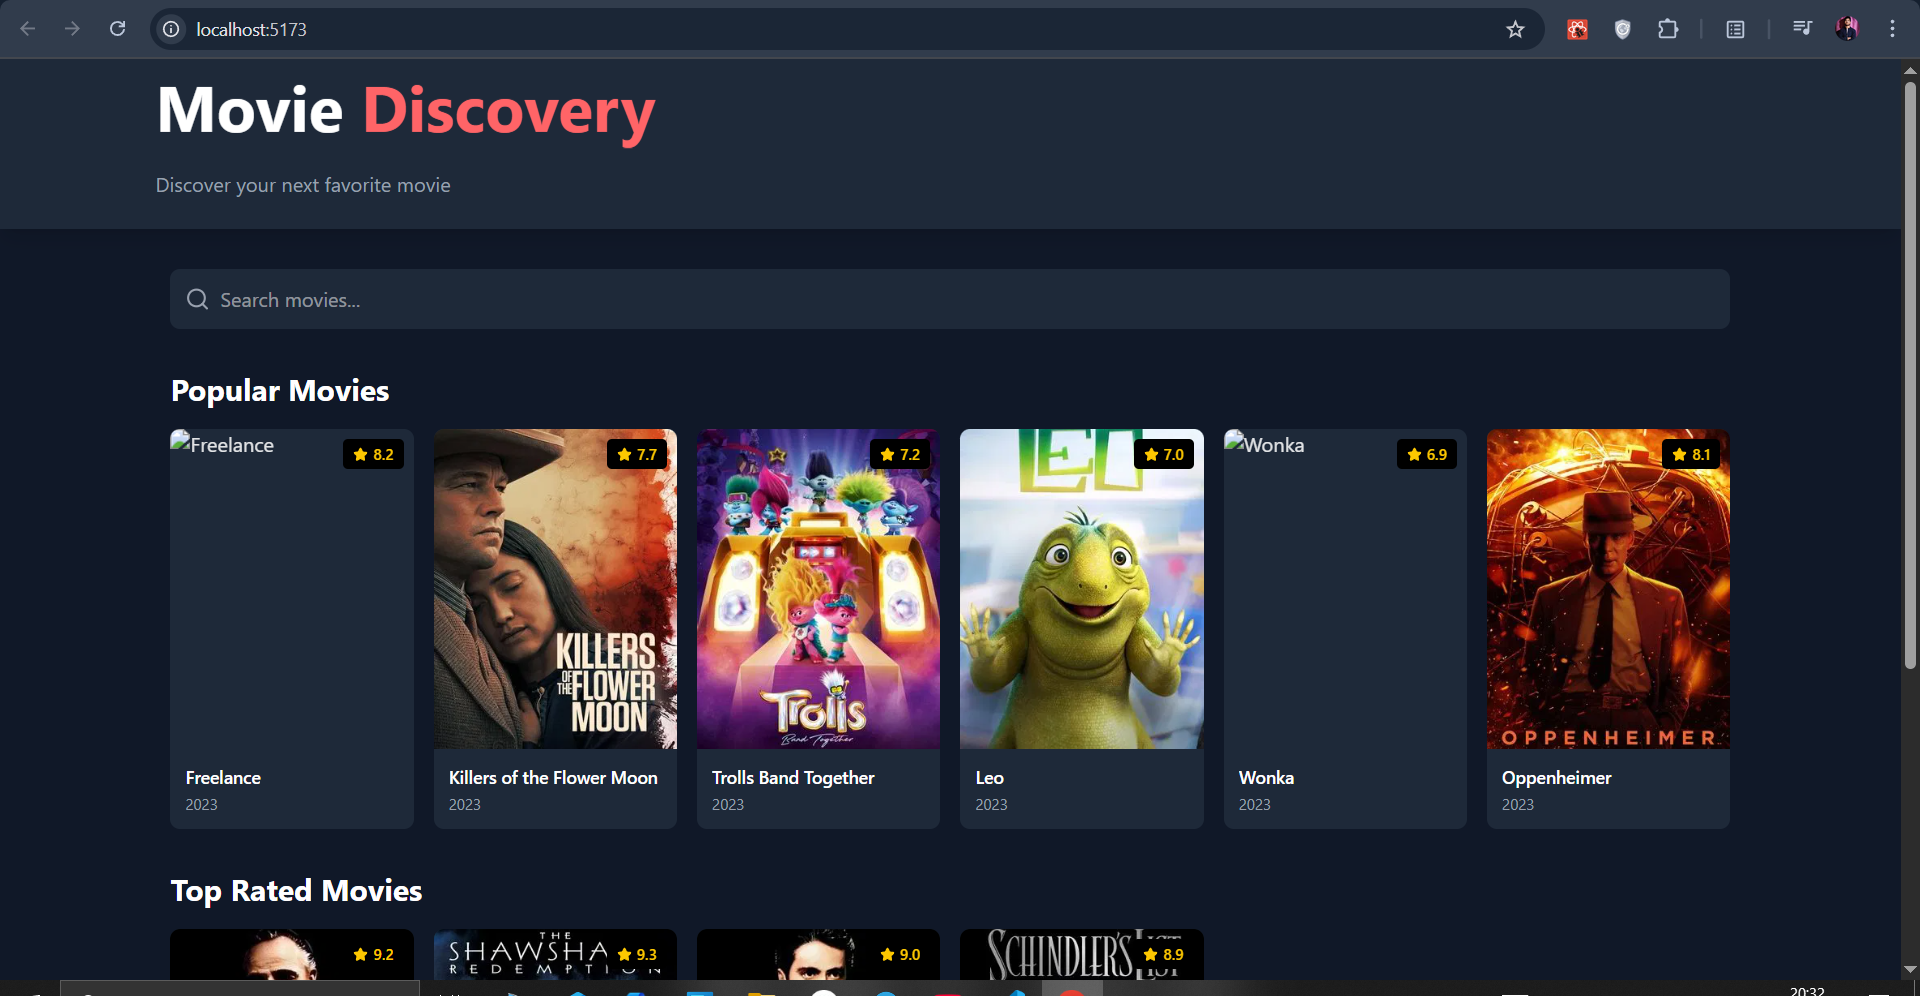 localhost:5173
Movie Discovery
Discover your next favorite movie
Search movies...
Popular Movies
Freelance
8.2
7.7
7.2
LEO
7.0
Wonka
6.9
8.1
KILLERS
OF THE FLOWER
MOON
Trolls
Band Together
OPPENHEIMER
Freelance
2023
Killers of the Flower Moon
2023
Trolls Band Together
2023
Leo
2023
Wonka
2023
Oppenheimer
2023
Top Rated Movies
9.2
THE
SHAWSHA
REDEMPTION
9.3
9.0
SCHINDLER'S LIST
8.9
20:32